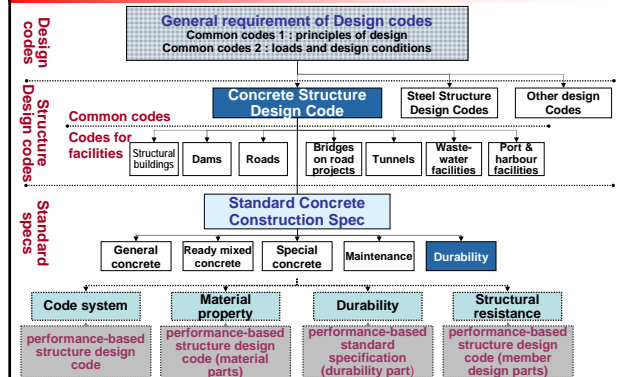 Design
codes
General requirement of Design codes
Common codes 1 : principles of design
Common codes 2 : loads and design conditions
Structure
Design codes
Concrete Structure
Design Code
Steel Structure
Design Codes
Other design
Codes
Common codes
Codes for
facilities
Structural
buildings
Dams
Roads
Bridges
on road
projects
Tunnels
Waste-
water
facilities
Port &
harbour
facilities
Standard
specs
Standard Concrete
Construction Spec
General
concrete
Ready mixed
concrete
Special
concrete
Maintenance
Durability
Code system
Material
property
Durability
Structural
resistance
performance-based
structure design
code
performance-based
structure design
code (material
parts)
performance-based
standard
specification
(durability part)
performance-based
structure design
code (member
design parts)